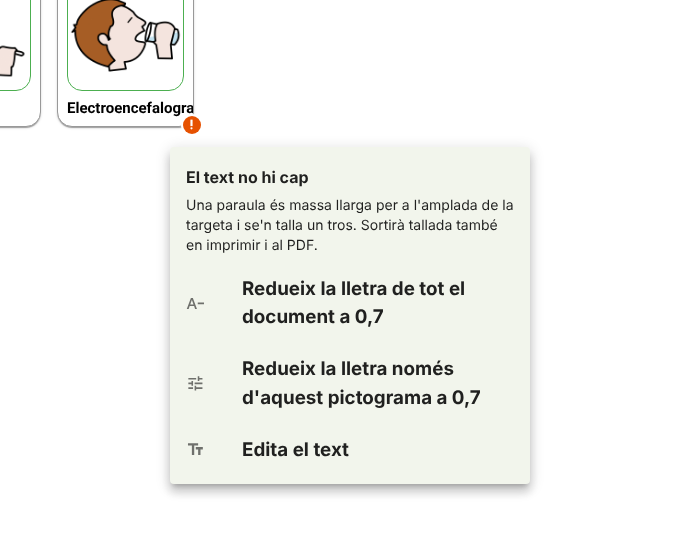 Electroencefalogra
!
El text no hi cap
Una paraula és massa llarga per a l'amplada de la
targeta i se'n talla un tros. Sortirà tallada també
en imprimir i al PDF.
A-
Redueix la lletra de tot el
document a 0,7
Redueix la lletra només
d'aquest pictograma a 0,7
Tт
Edita el text